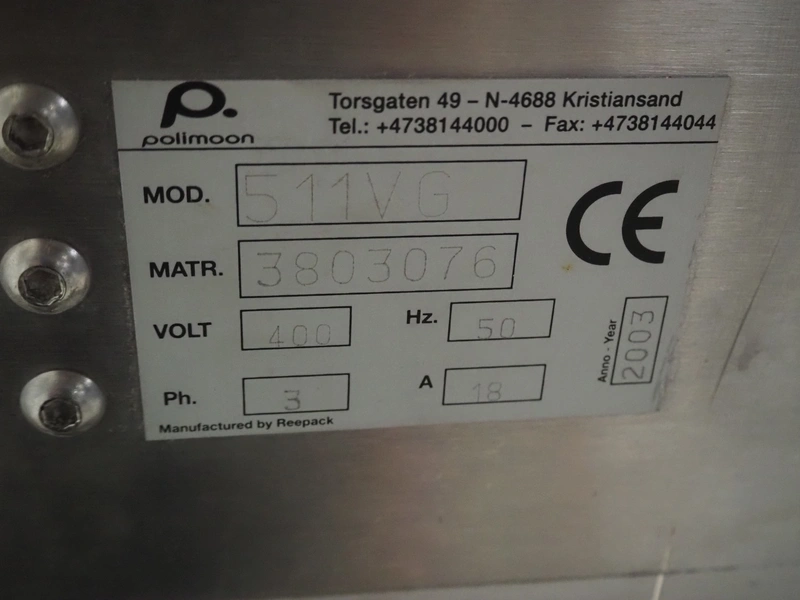 p.
polimoon
Torsgaten 49 – N-4688 Kristiansand
Tel.: +4738144000 – Fax: +4738144044
MOD. 511VG
MATR. 3803076
CE
VOLT 400 Hz. 50
Anno - Year 2003
Ph. 3 A 18
Manufactured by Reepack